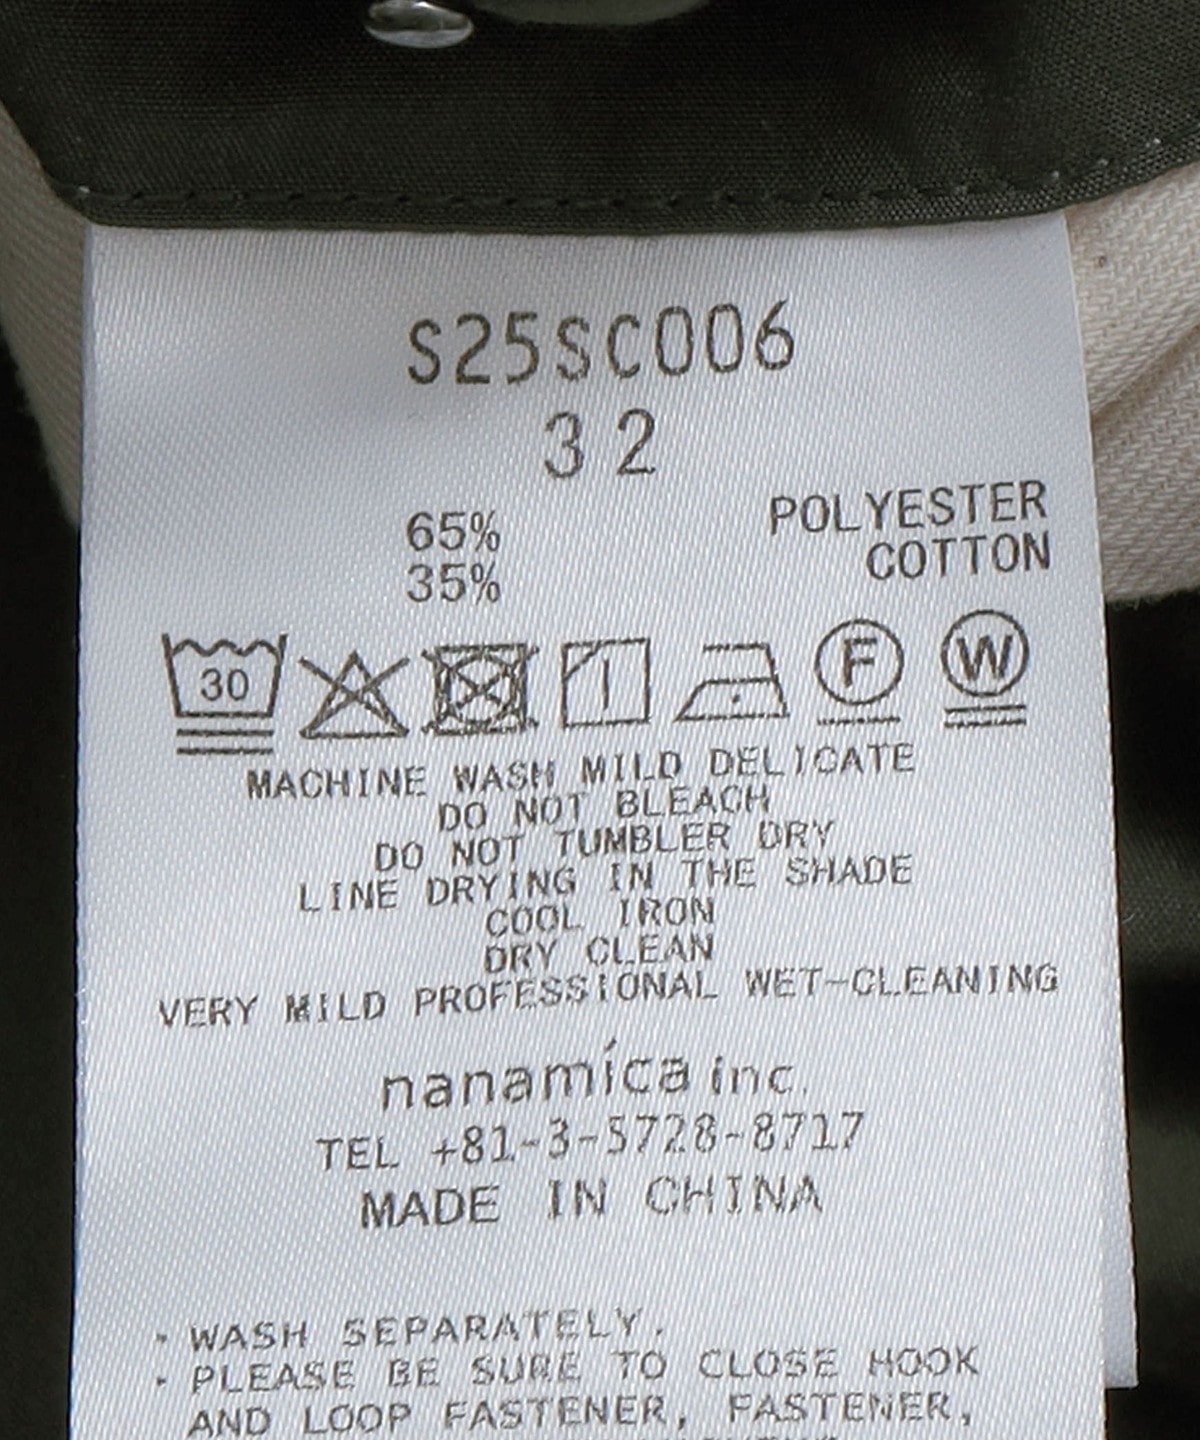 S25SC006
32
65% POLYESTER
35% COTTON
30 F W
MACHINE WASH MILD DELICATE
DO NOT BLEACH
DO NOT TUMBLER DRY
LINE DRYING IN THE SHADE
COOL IRON
DRY CLEAN
VERY MILD PROFESSIONAL WET-CLEANING
nanamíca inc.
TEL +81-3-5728-8717
MADE IN CHINA
・WASH SEPARATELY.
・PLEASE BE SURE TO CLOSE HOOK
AND LOOP FASTENER, FASTENER,